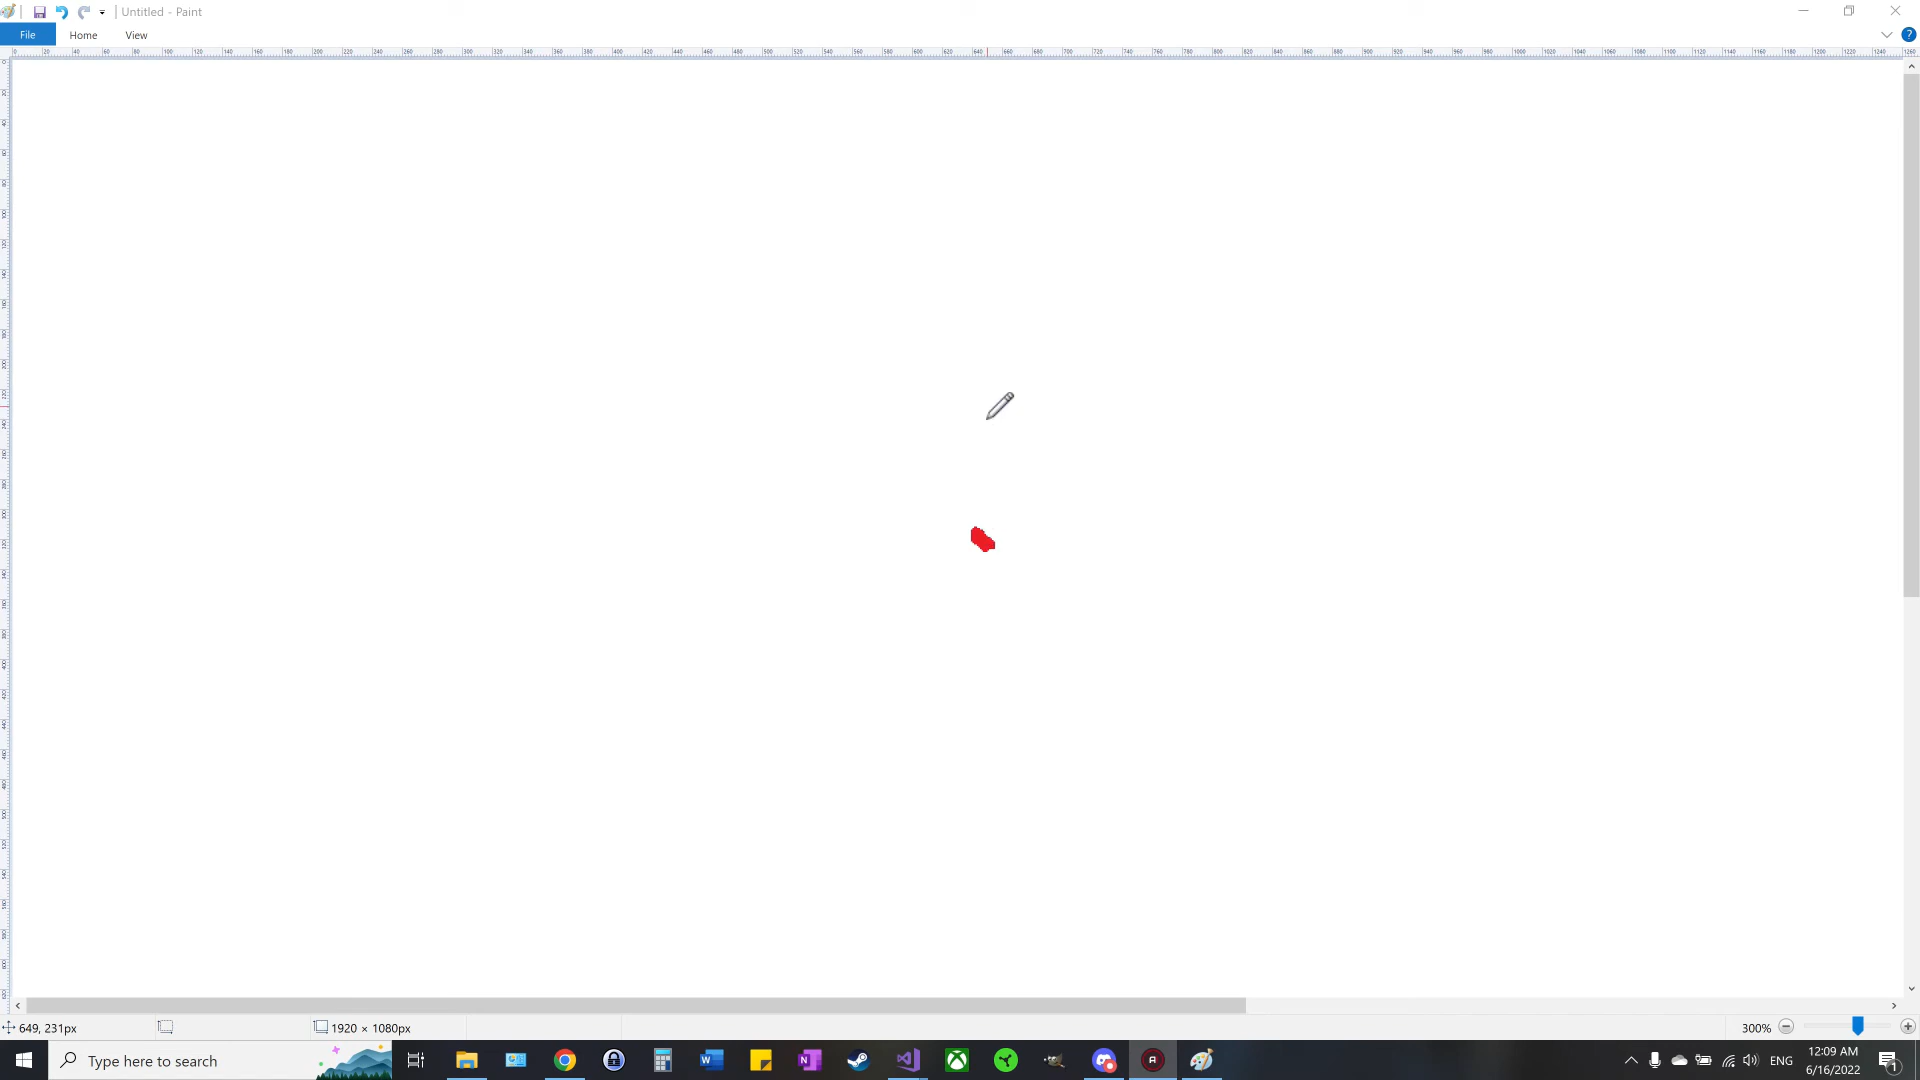 Untitled - Paint
File Home View
649, 231px
1920 × 1080px
300%
Type here to search
ENG
12:09 AM
6/16/2022
1